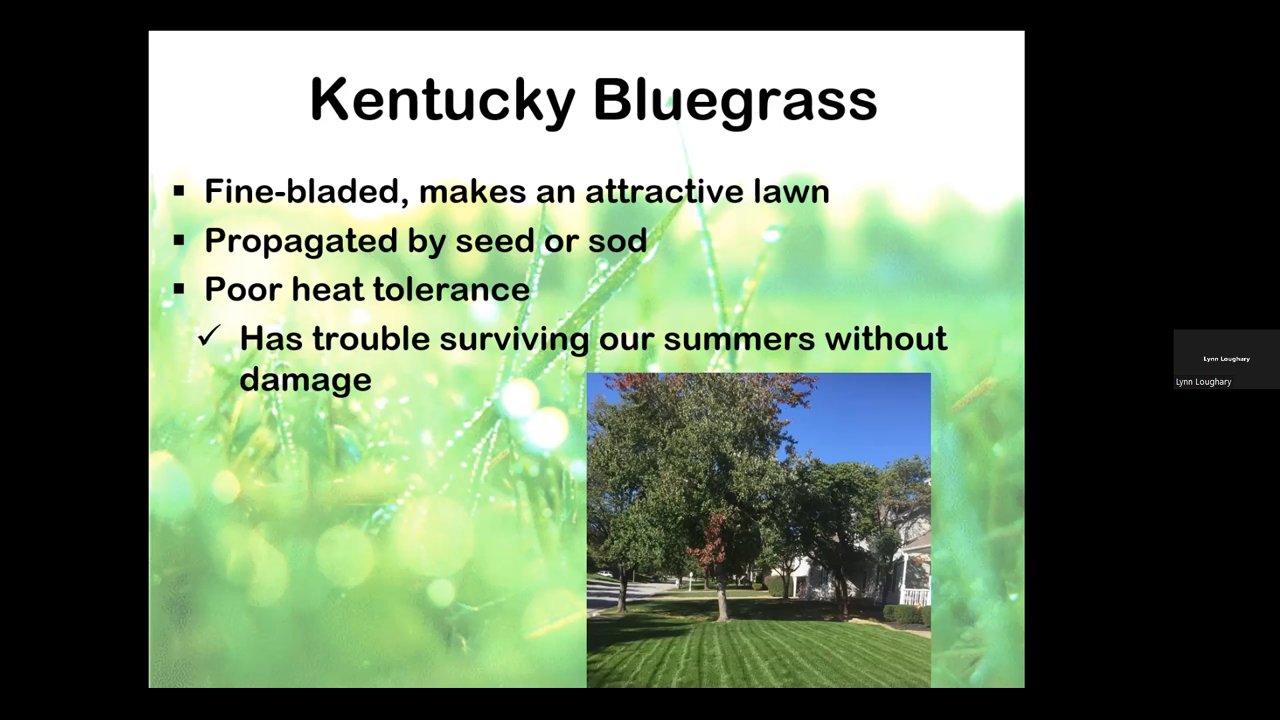 Kentucky Bluegrass
▪ Fine-bladed, makes an attractive lawn
▪ Propagated by seed or sod
▪ Poor heat tolerance
✓ Has trouble surviving our summers without
damage
Lynn Loughary
Lynn Loughary